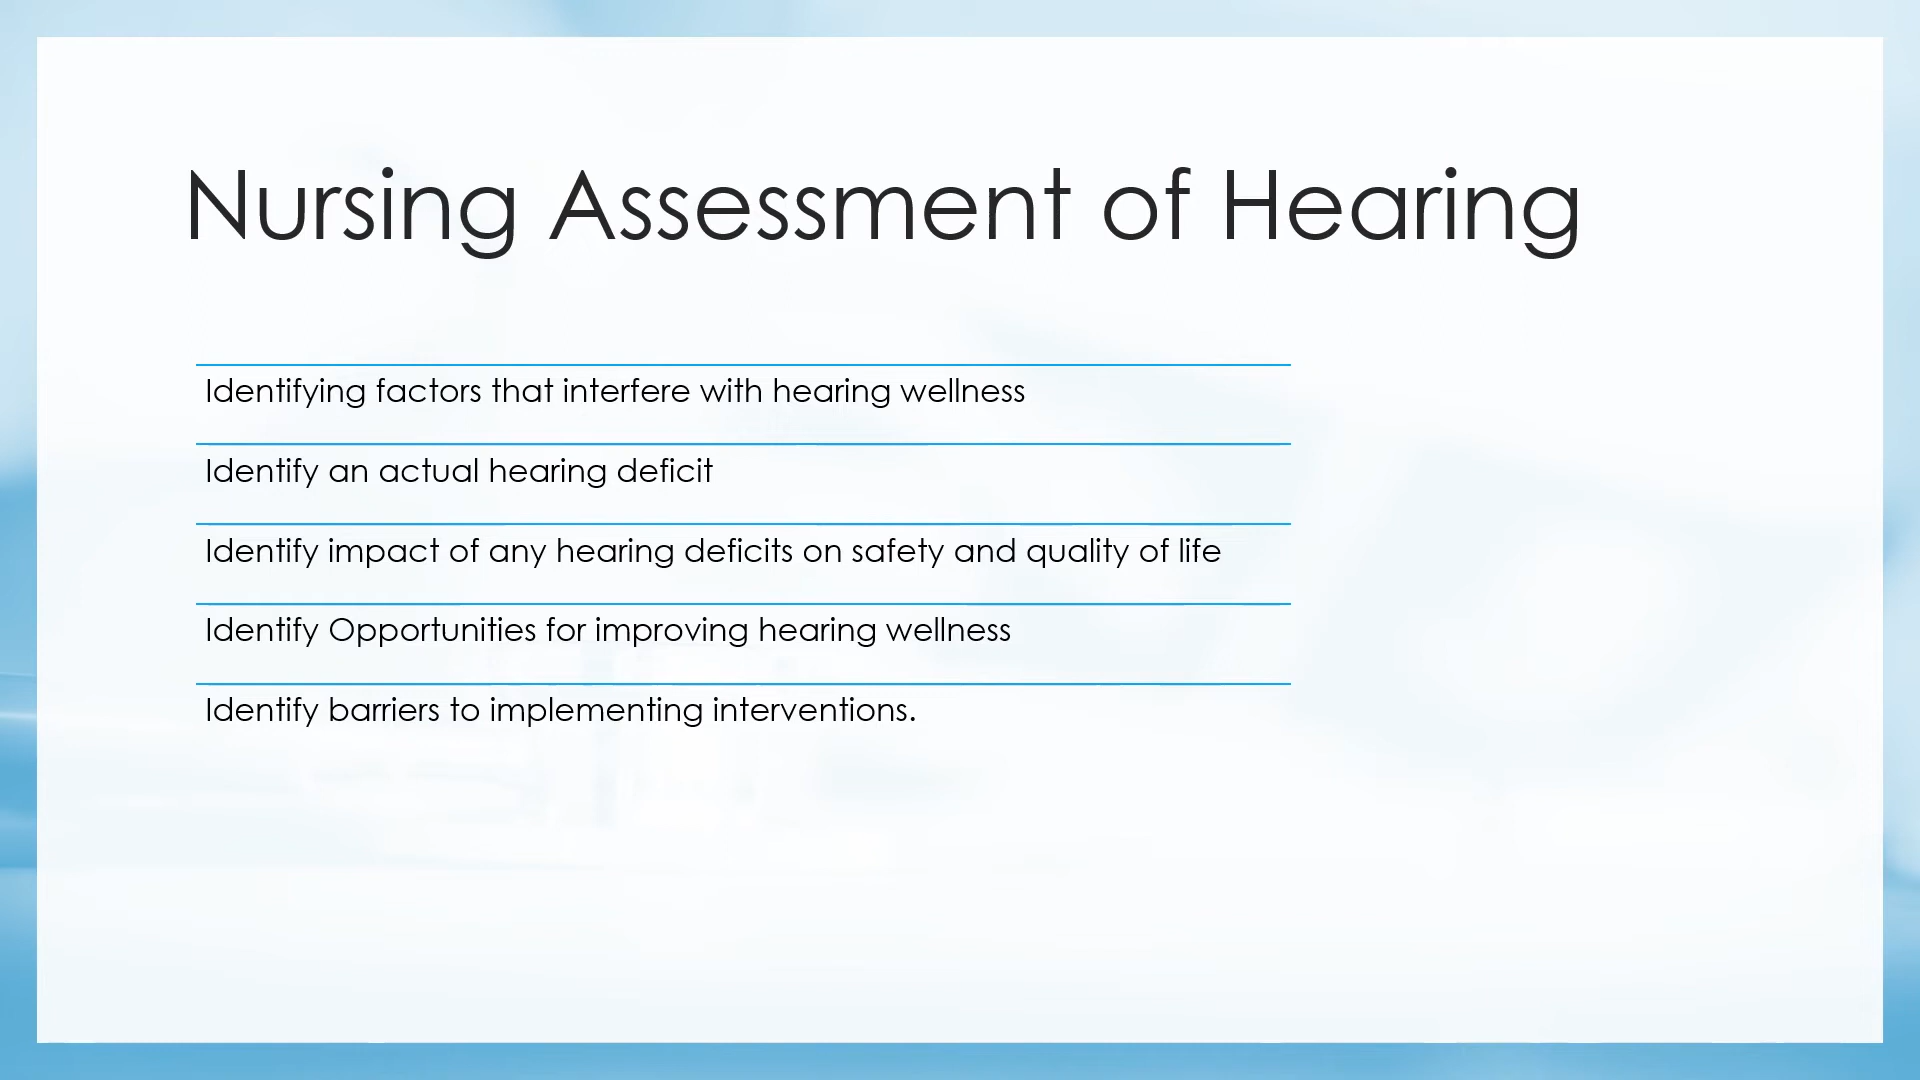 Nursing Assessment of Hearing
Identifying factors that interfere with hearing wellness
Identify an actual hearing deficit
Identify impact of any hearing deficits on safety and quality of life
Identify Opportunities for improving hearing wellness
Identify barriers to implementing interventions.